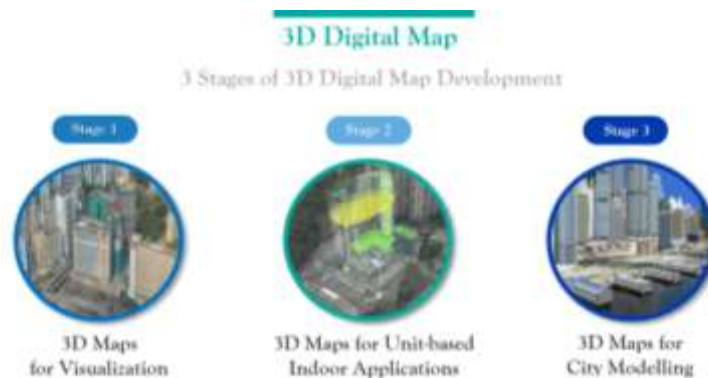 3D Digital Map
3 Stages of 3D Digital Map Development
Stage 1
Stage 2
Stage 3
3D Maps
for Visualization
3D Maps for Unit-based
Indoor Applications
3D Maps for
City Modelling